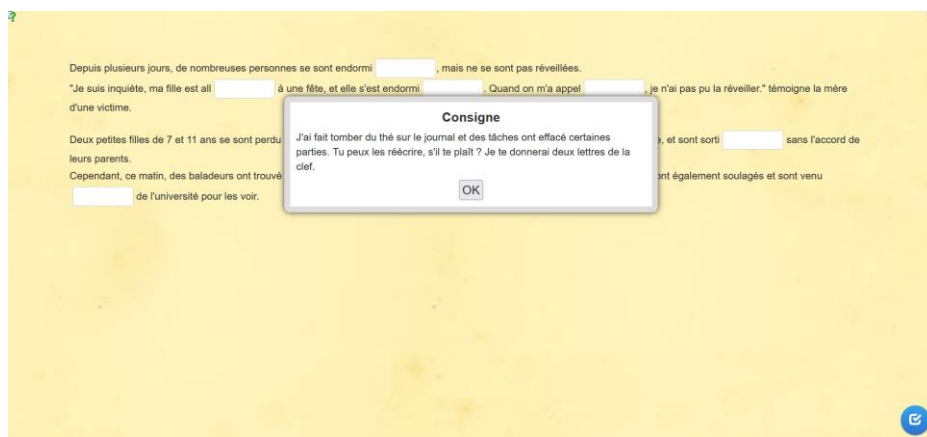 Depuis plusieurs jours, de nombreuses personnes se sont endormi , mais ne se sont pas réveillées.
"Je suis inquiète, ma fille est all à une fête, et elle s'est endormi . Quand on m'a appel , je n'ai pas pu la réveiller." témoigne la mère
d'une victime.
Deux petites filles de 7 et 11 ans se sont perdu , et sont sorti sans l'accord de
leurs parents.
Cependant, ce matin, des baladeurs ont trouvé nt également soulagés et sont venu
de l'université pour les voir.
Consigne
J'ai fait tomber du thé sur le journal et des tâches ont effacé certaines
parties. Tu peux les réécrire, s'il te plaît ? Je te donnerai deux lettres de la
clef.
OK